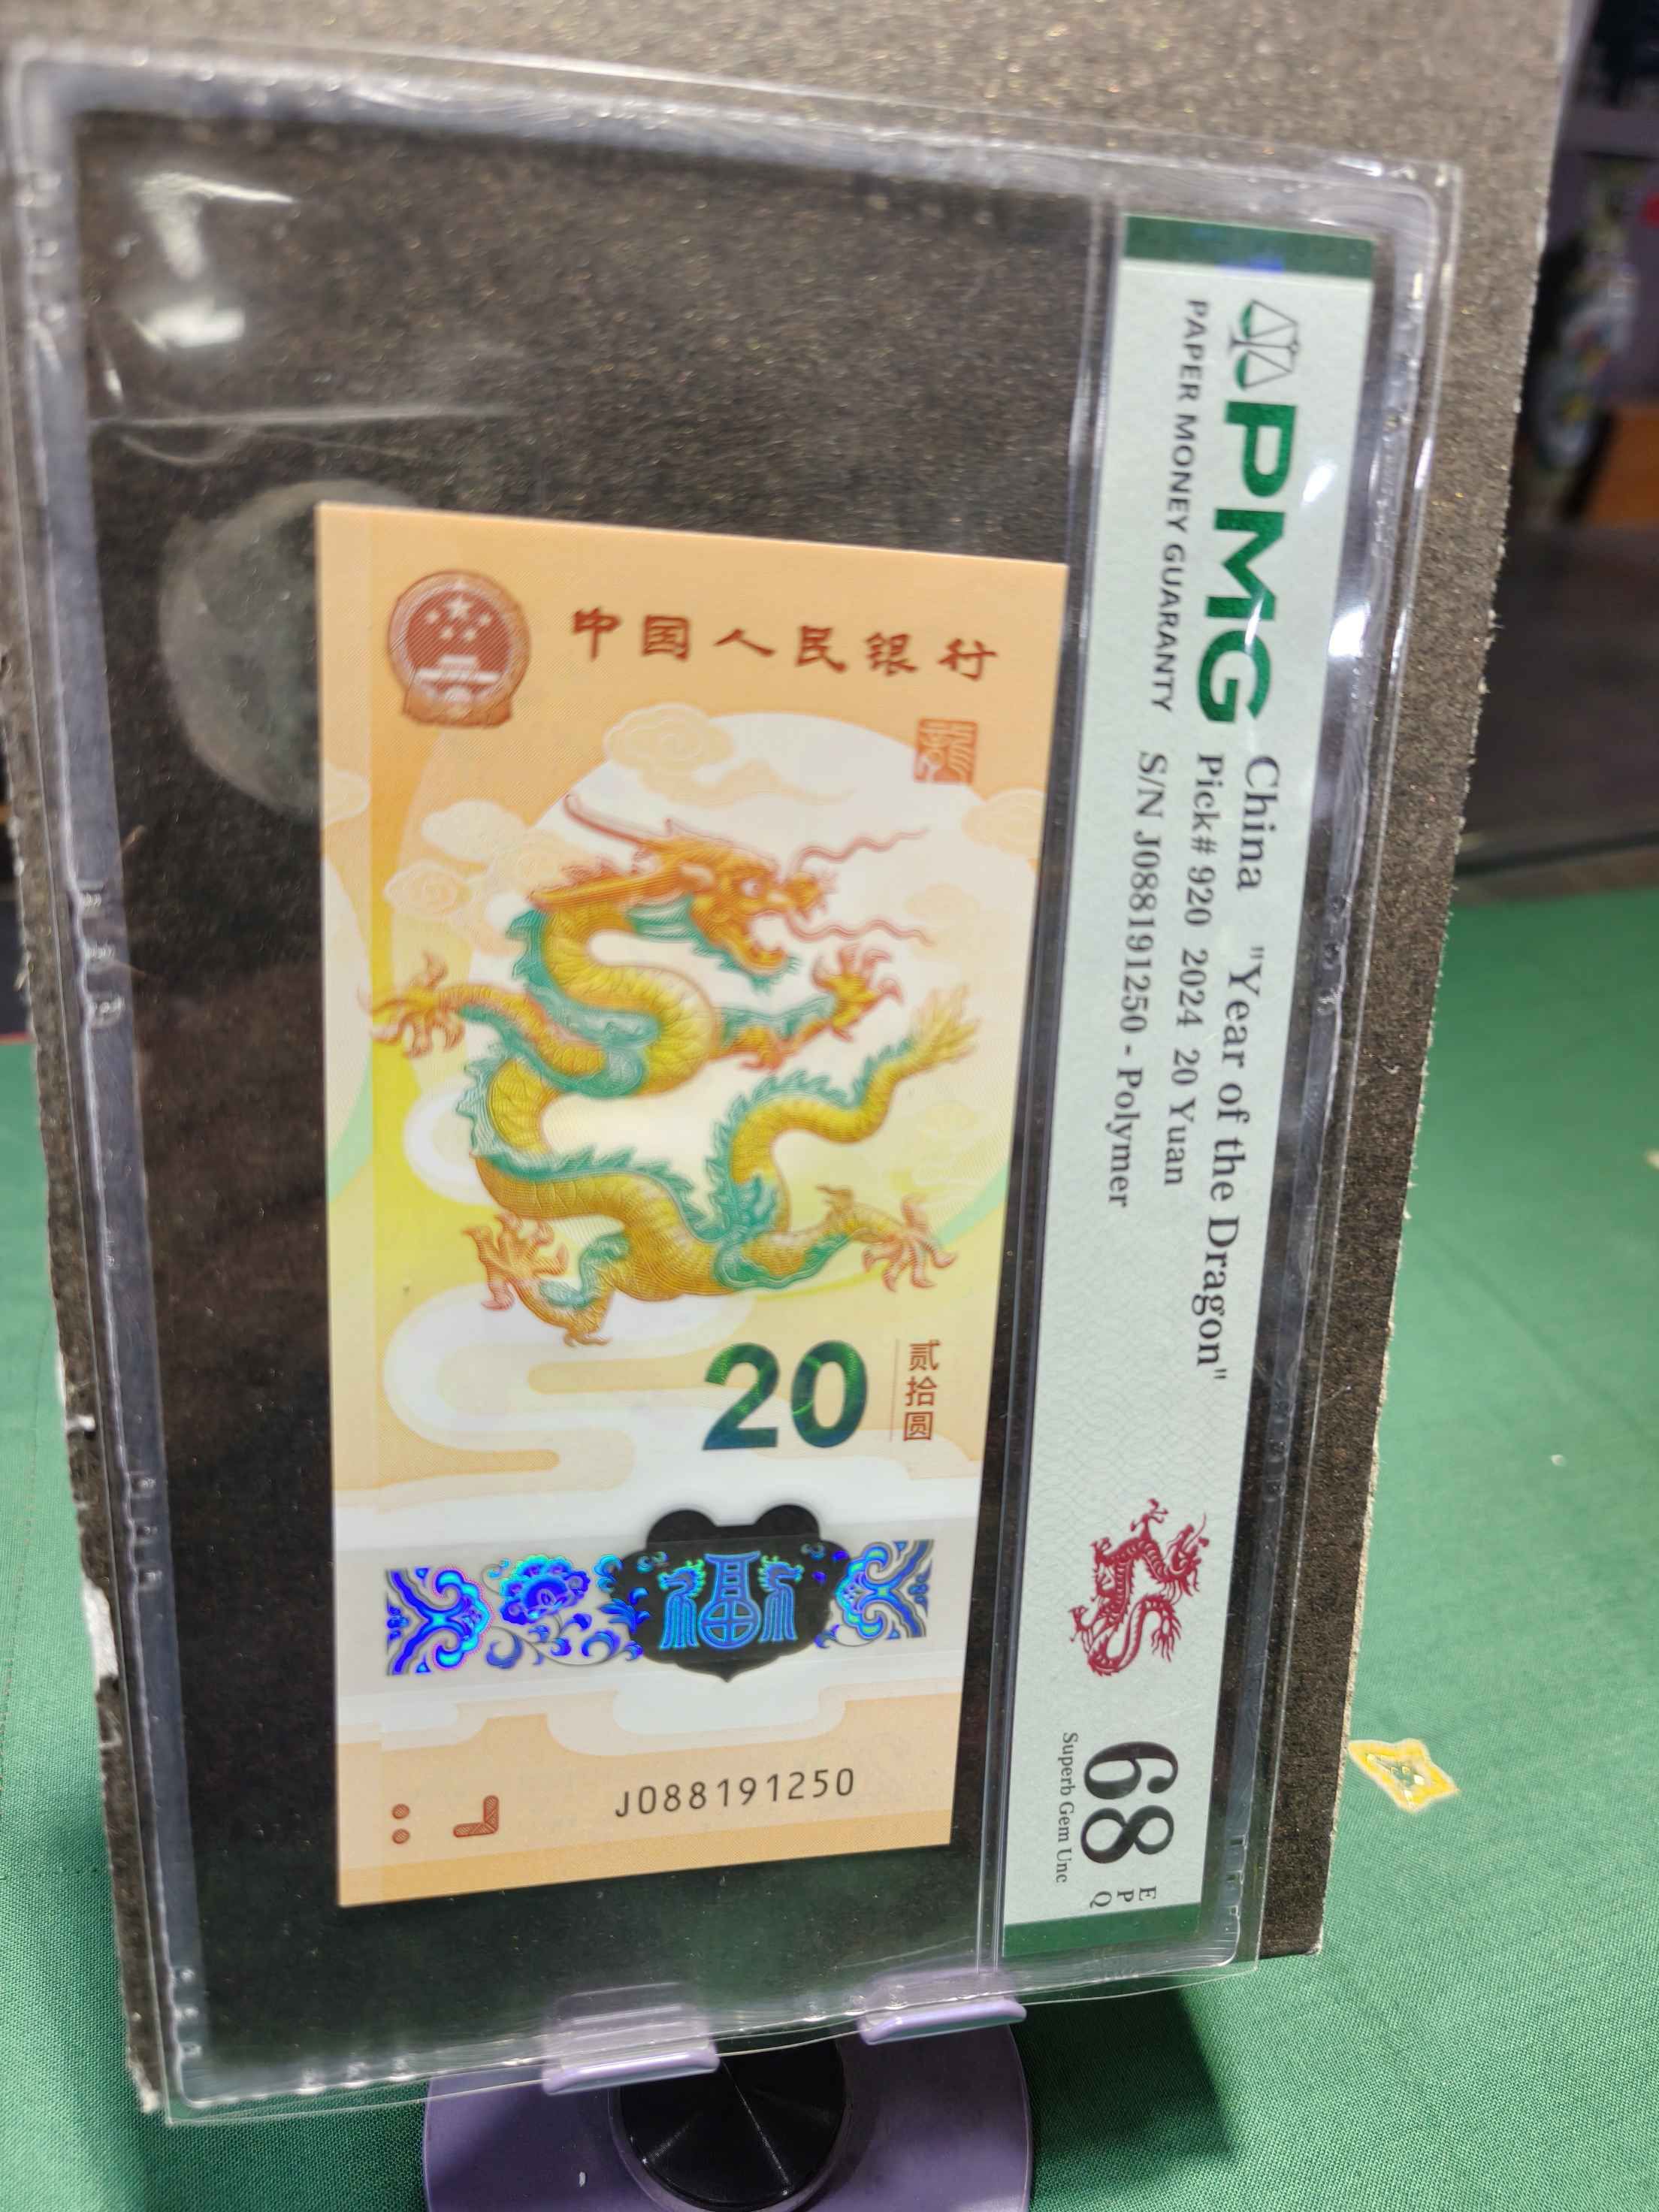 PMG
PAPER MONEY GUARANTY
China "Year of the Dragon"
Pick# 920 2024 20 Yuan
S/N J088191250 - Polymer
68
EPQ
Superb Gem Unc
中国人民银行
贰拾圆
20
J088191250